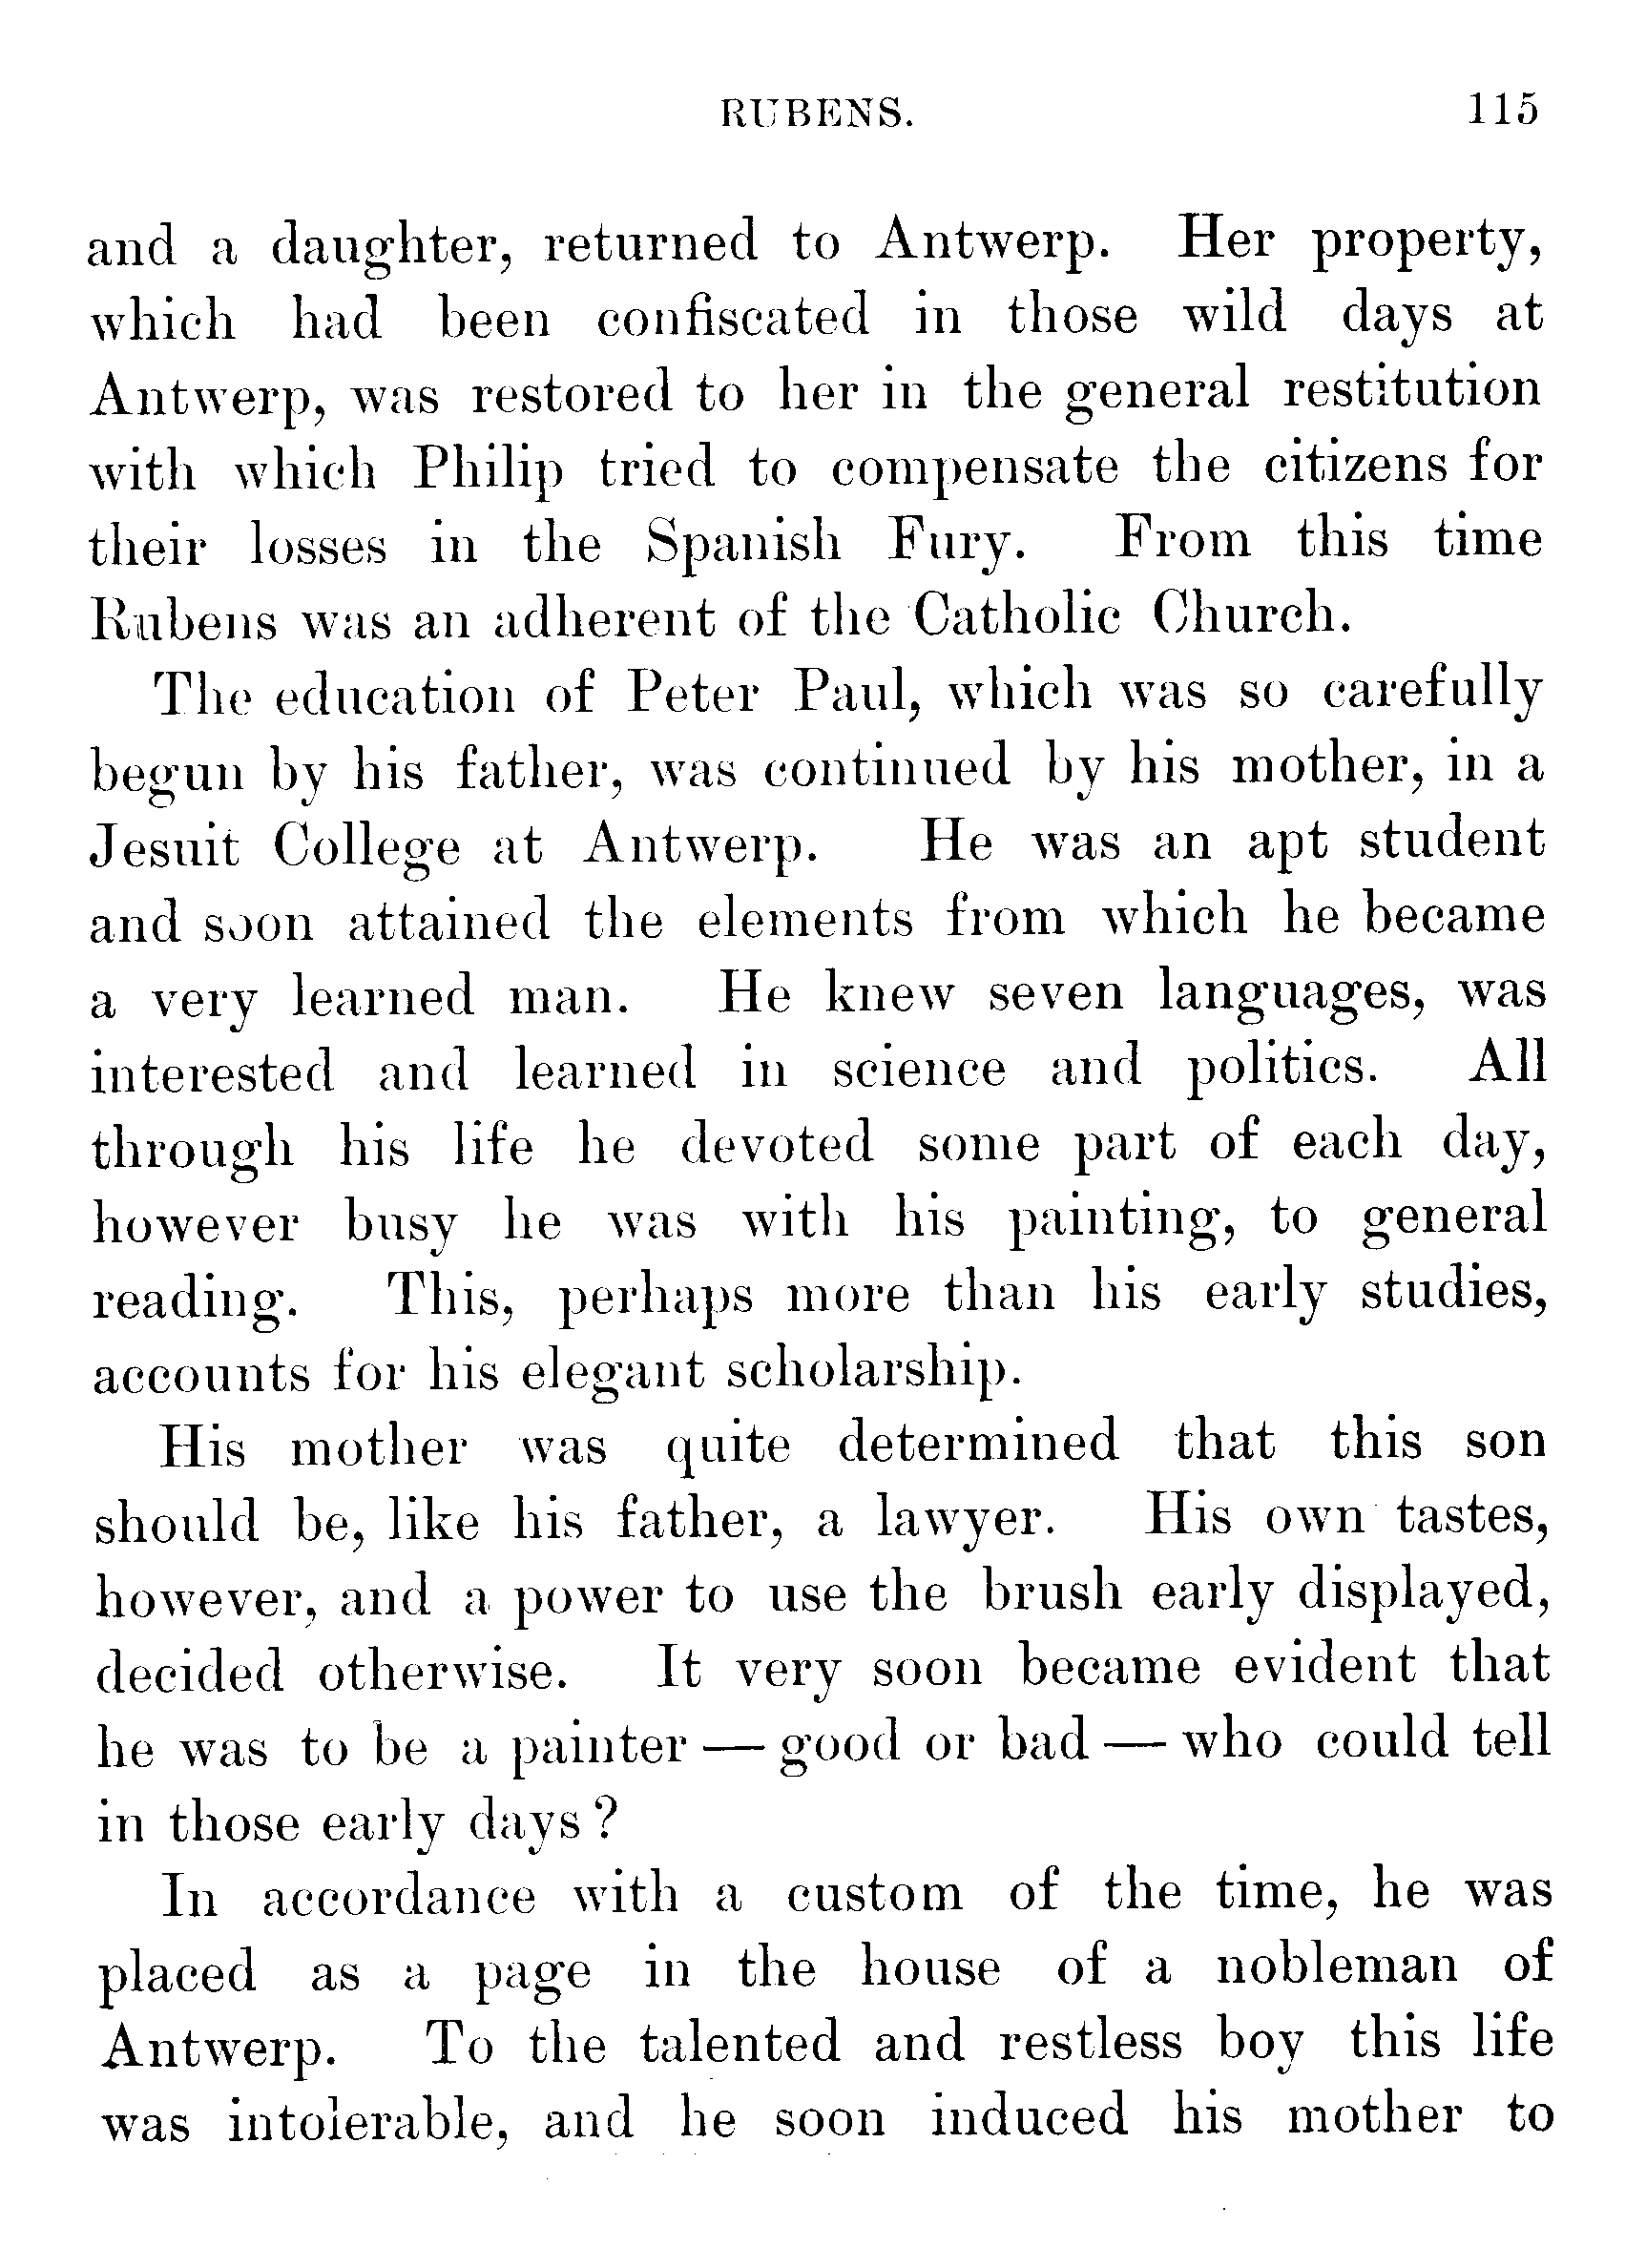 RUBENS. 115
and a daughter, returned to Antwerp. Her property,
which had been confiscated in those wild days at
Antwerp, was restored to her in the general restitution
with which Philip tried to compensate the citizens for
their losses in the Spanish Fury. From this time
Rubens was an adherent of the Catholic Church.
The education of Peter Paul, which was so carefully
begun by his father, was continued by his mother, in a
Jesuit College at Antwerp. He was an apt student
and soon attained the elements from which he became
a very learned man. He knew seven languages, was
interested and learned in science and politics. All
through his life he devoted some part of each day,
however busy he was with his painting, to general
reading. This, perhaps more than his early studies,
accounts for his elegant scholarship.
His mother was quite determined that this son
should be, like his father, a lawyer. His own tastes,
however, and a power to use the brush early displayed,
decided otherwise. It very soon became evident that
he was to be a painter — good or bad — who could tell
in those early days?
In accordance with a custom of the time, he was
placed as a page in the house of a nobleman of
Antwerp. To the talented and restless boy this life
was intolerable, and he soon induced his mother to